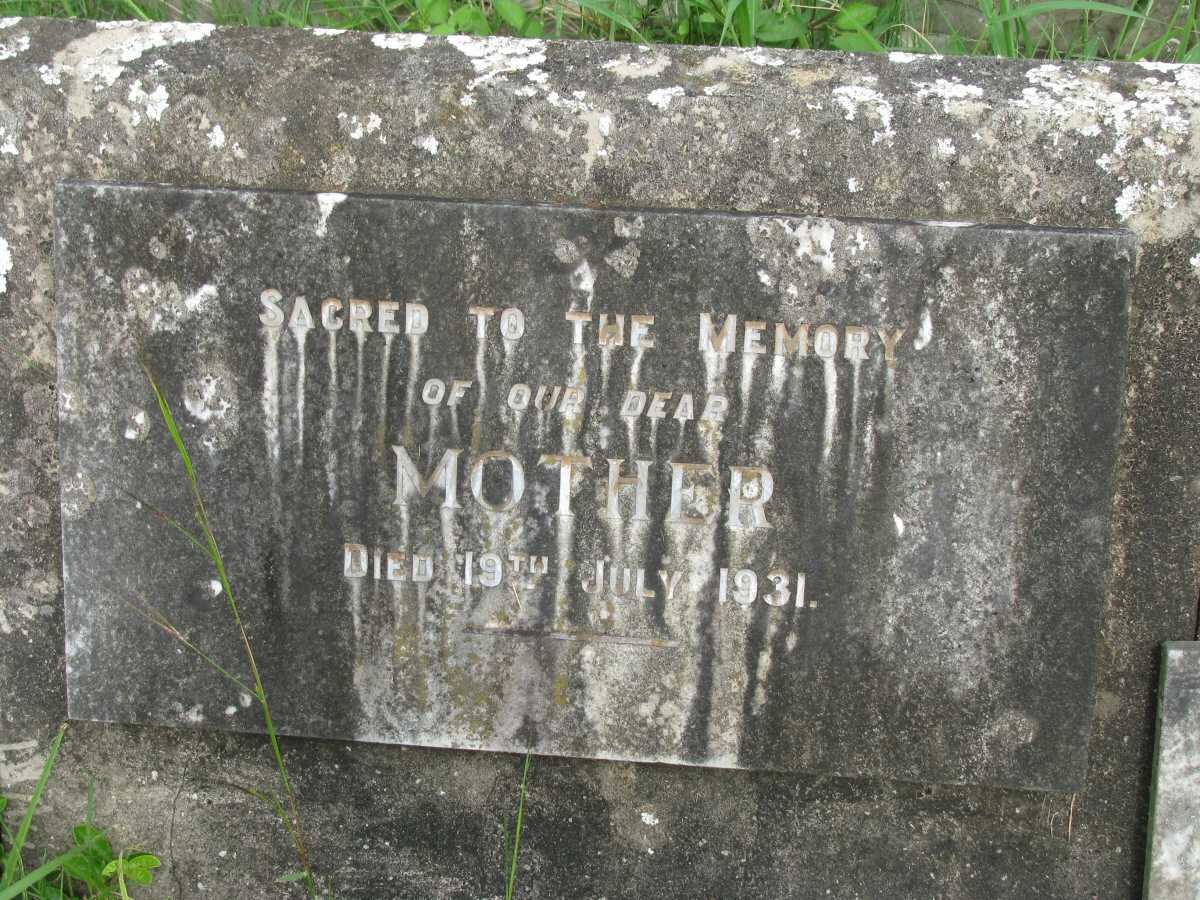 SACRED TO THE MEMORY
OF OUR DEAR
MOTHER
DIED 19TH JULY 1931.